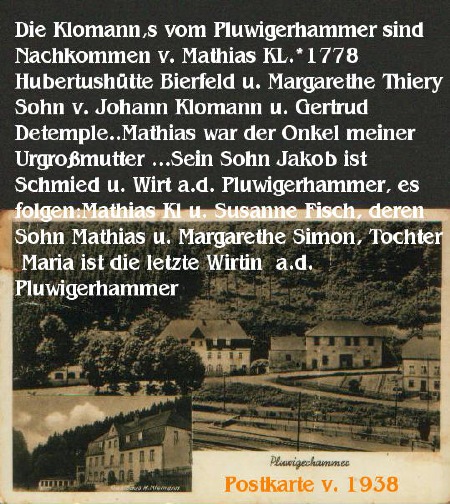 Die Klomann,s vom Pluwigerhammer sind
Nachkommen v. Mathias KL.*1778
Hubertushütte Bierfeld u. Margarethe Thiery
Sohn v. Johann Klomann u. Gertrud
Detemple..Mathias war der Onkel meiner
Urgroßmutter ...Sein Sohn Jakob ist
Schmied u. Wirt a.d. Pluwigerhammer, es
folgen:Mathias Kl u. Susanne Fisch, deren
Sohn Mathias u. Margarethe Simon, Tochter
Maria ist die letzte Wirtin a.d.
Pluwigerhammer
Pluwigerhammer
Postkarte v. 1938